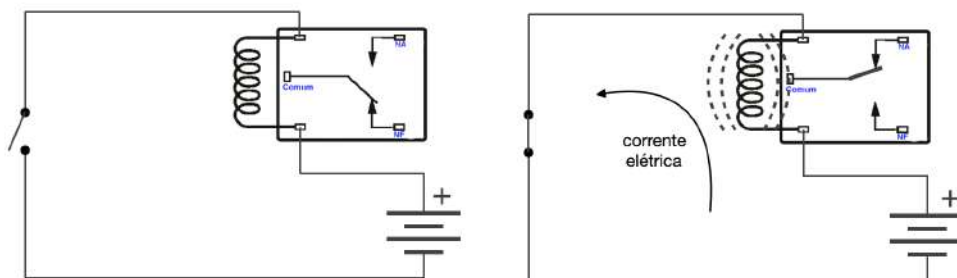 NA
Comum
NF
+
NA
Comum
NF
corrente
elétrica
+